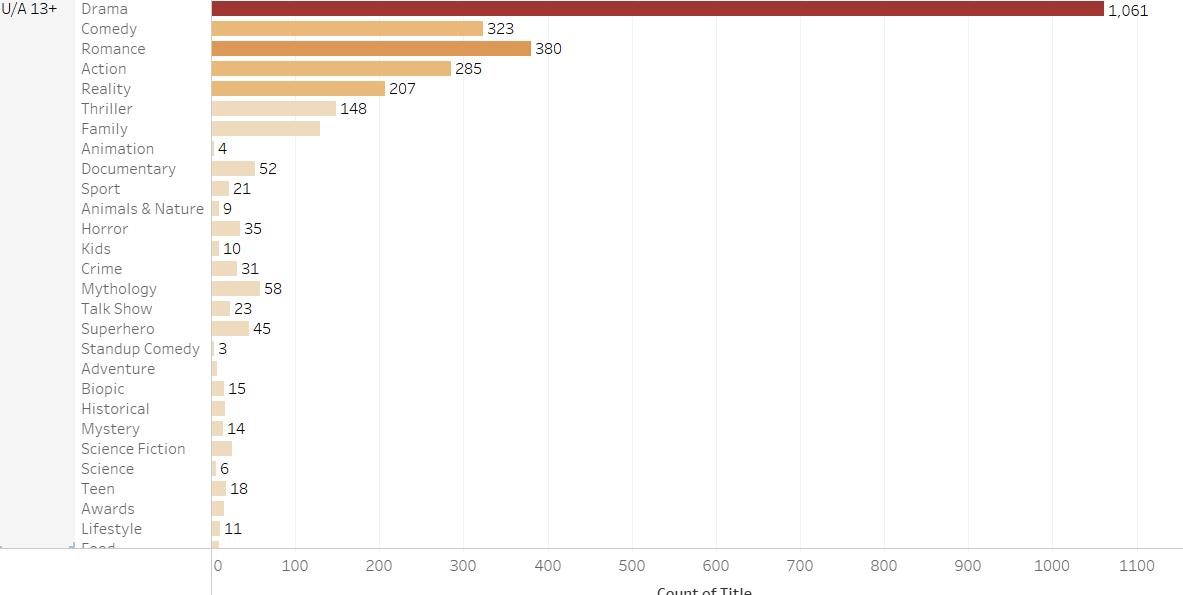 U/A 13+ Drama 1,061
Comedy 323
Romance 380
Action 285
Reality 207
Thriller 148
Family
Animation 4
Documentary 52
Sport 21
Animals & Nature 9
Horror 35
Kids 10
Crime 31
Mythology 58
Talk Show 23
Superhero 45
Standup Comedy 3
Adventure
Biopic 15
Historical
Mystery 14
Science Fiction
Science 6
Teen 18
Awards
Lifestyle 11
Food
0 100 200 300 400 500 600 700 800 900 1000 1100
Count of Title